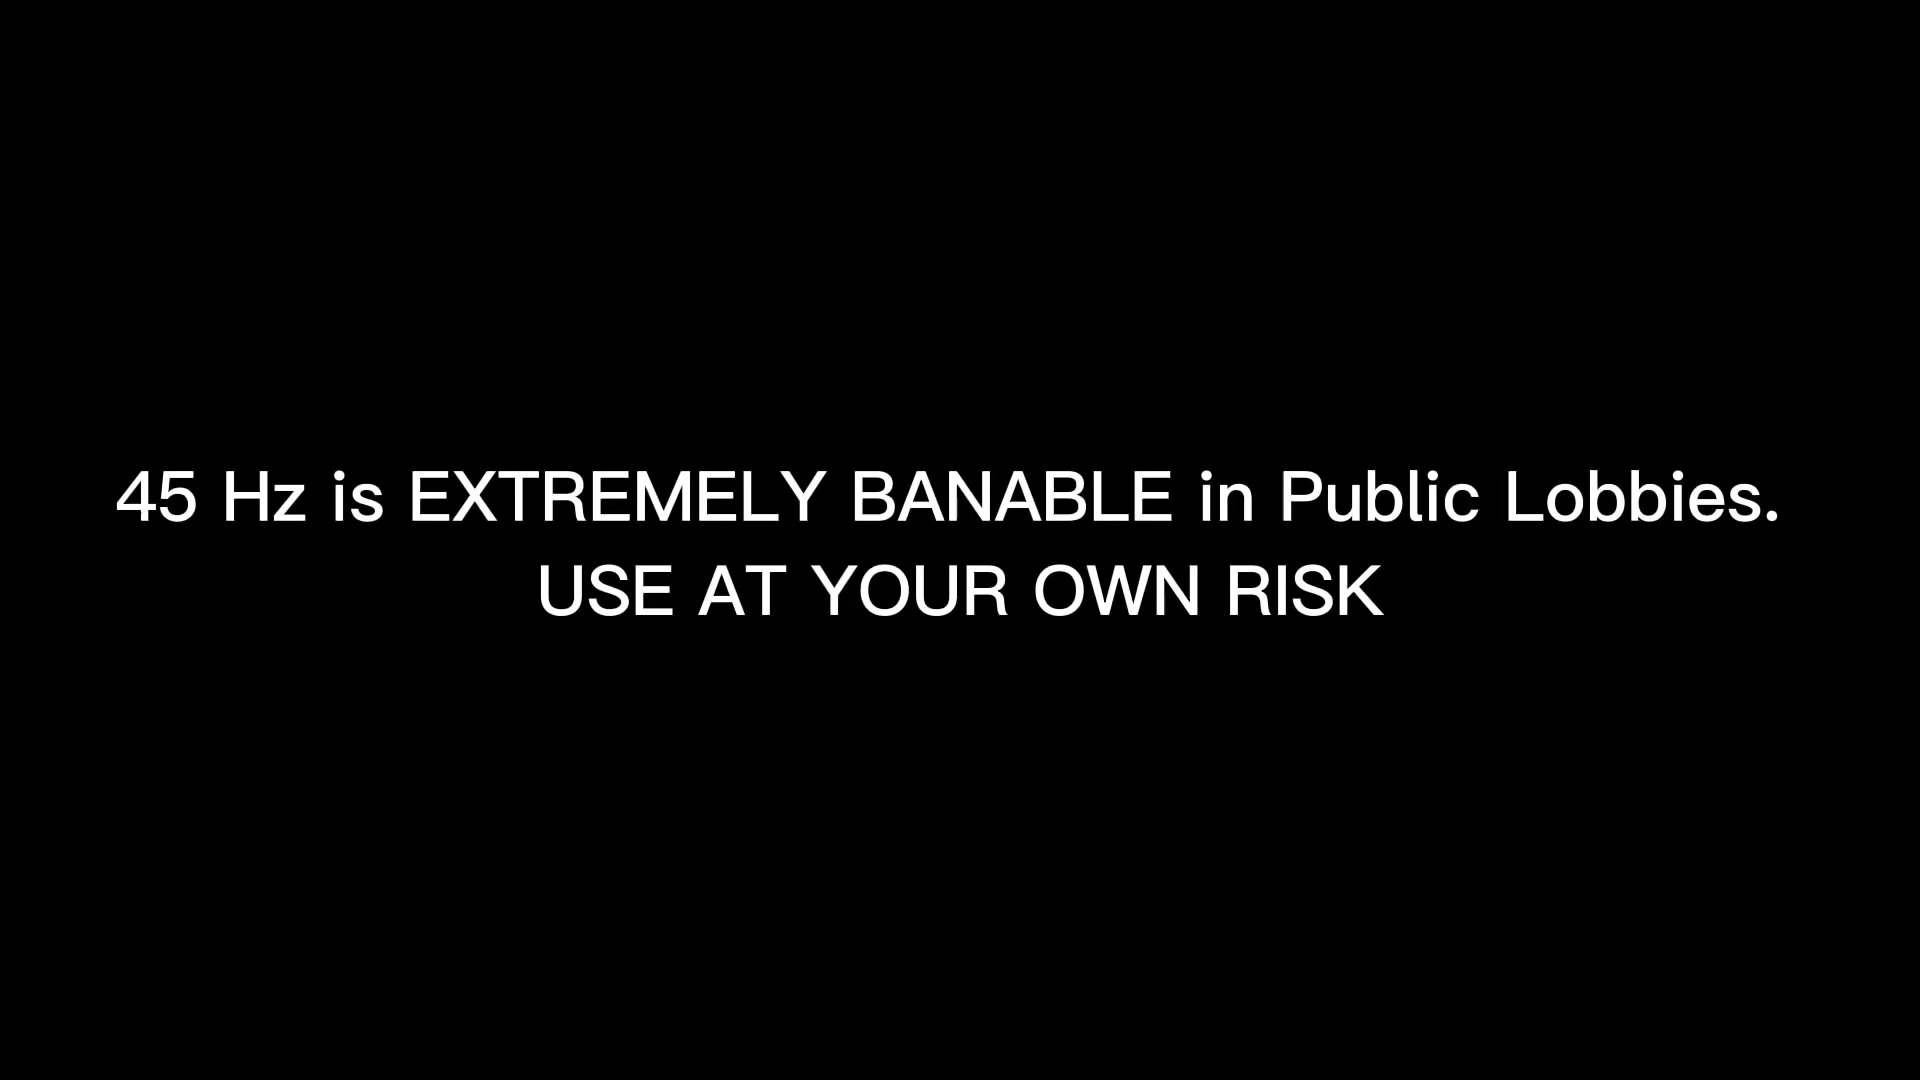 45 Hz is EXTREMELY BANABLE in Public Lobbies.
USE AT YOUR OWN RISK